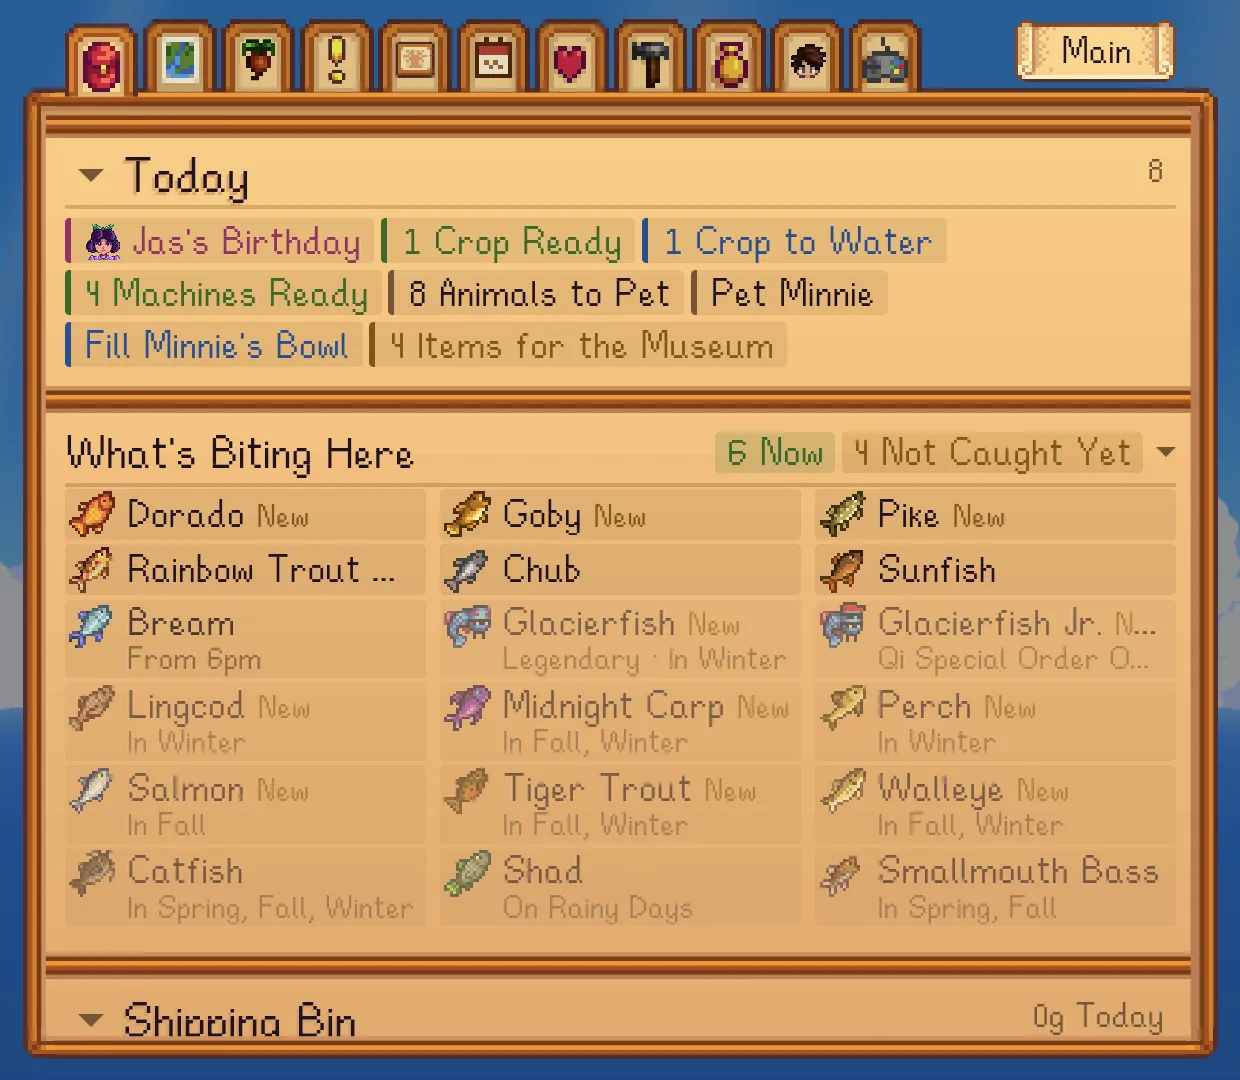 Main
Today
8
Jas's Birthday
1 Crop Ready
1 Crop to Water
4 Machines Ready
8 Animals to Pet
Pet Minnie
Fill Minnie's Bowl
4 Items for the Museum
What's Biting Here
6 Now
4 Not Caught Yet
Dorado New
Goby New
Pike New
Rainbow Trout ...
Chub
Sunfish
Bream
From 6pm
Glacierfish New
Legendary · In Winter
Glacierfish Jr. N...
Qi Special Order O...
Lingcod New
In Winter
Midnight Carp New
In Fall, Winter
Perch New
In Winter
Salmon New
In Fall
Tiger Trout New
In Fall, Winter
Walleye New
In Fall, Winter
Catfish
In Spring, Fall, Winter
Shad
On Rainy Days
Smallmouth Bass
In Spring, Fall
Shipping Bin
0g Today